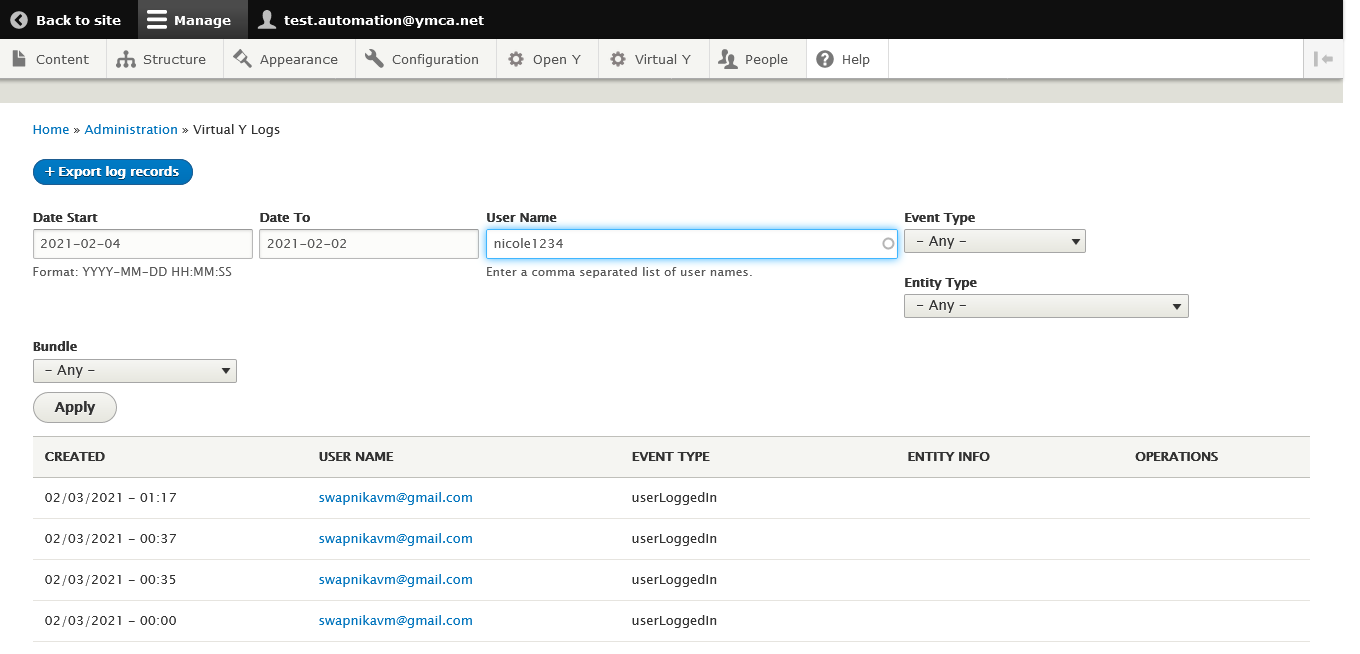 Back to site Manage test.automation@ymca.net
Content Structure Appearance Configuration Open Y Virtual Y People Help
Home » Administration » Virtual Y Logs
+ Export log records
Date Start Date To User Name Event Type
2021-02-04 2021-02-02 nicole1234 - Any -
Format: YYYY-MM-DD HH:MM:SS Enter a comma separated list of user names.
Entity Type
- Any -
Bundle
- Any -
Apply
CREATED USER NAME EVENT TYPE ENTITY INFO OPERATIONS
02/03/2021 - 01:17 swapnikavm@gmail.com userLoggedIn
02/03/2021 - 00:37 swapnikavm@gmail.com userLoggedIn
02/03/2021 - 00:35 swapnikavm@gmail.com userLoggedIn
02/03/2021 - 00:00 swapnikavm@gmail.com userLoggedIn